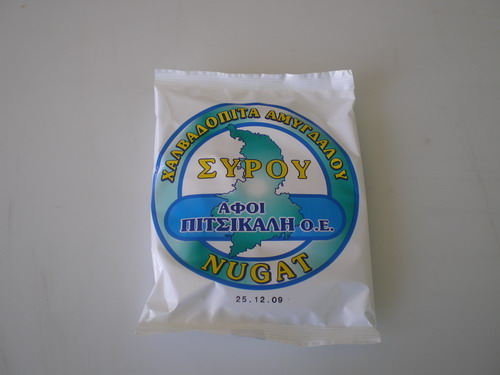 ΧΑΛΒΑΔΟΠΙΤΑ ΑΜΥΓΔΑΛΟΥ
ΣΥΡΟΥ
ΑΦΟΙ
ΠΙΤΣΙΚΑΛΗ Ο.Ε.
NUGAT
25.12.09